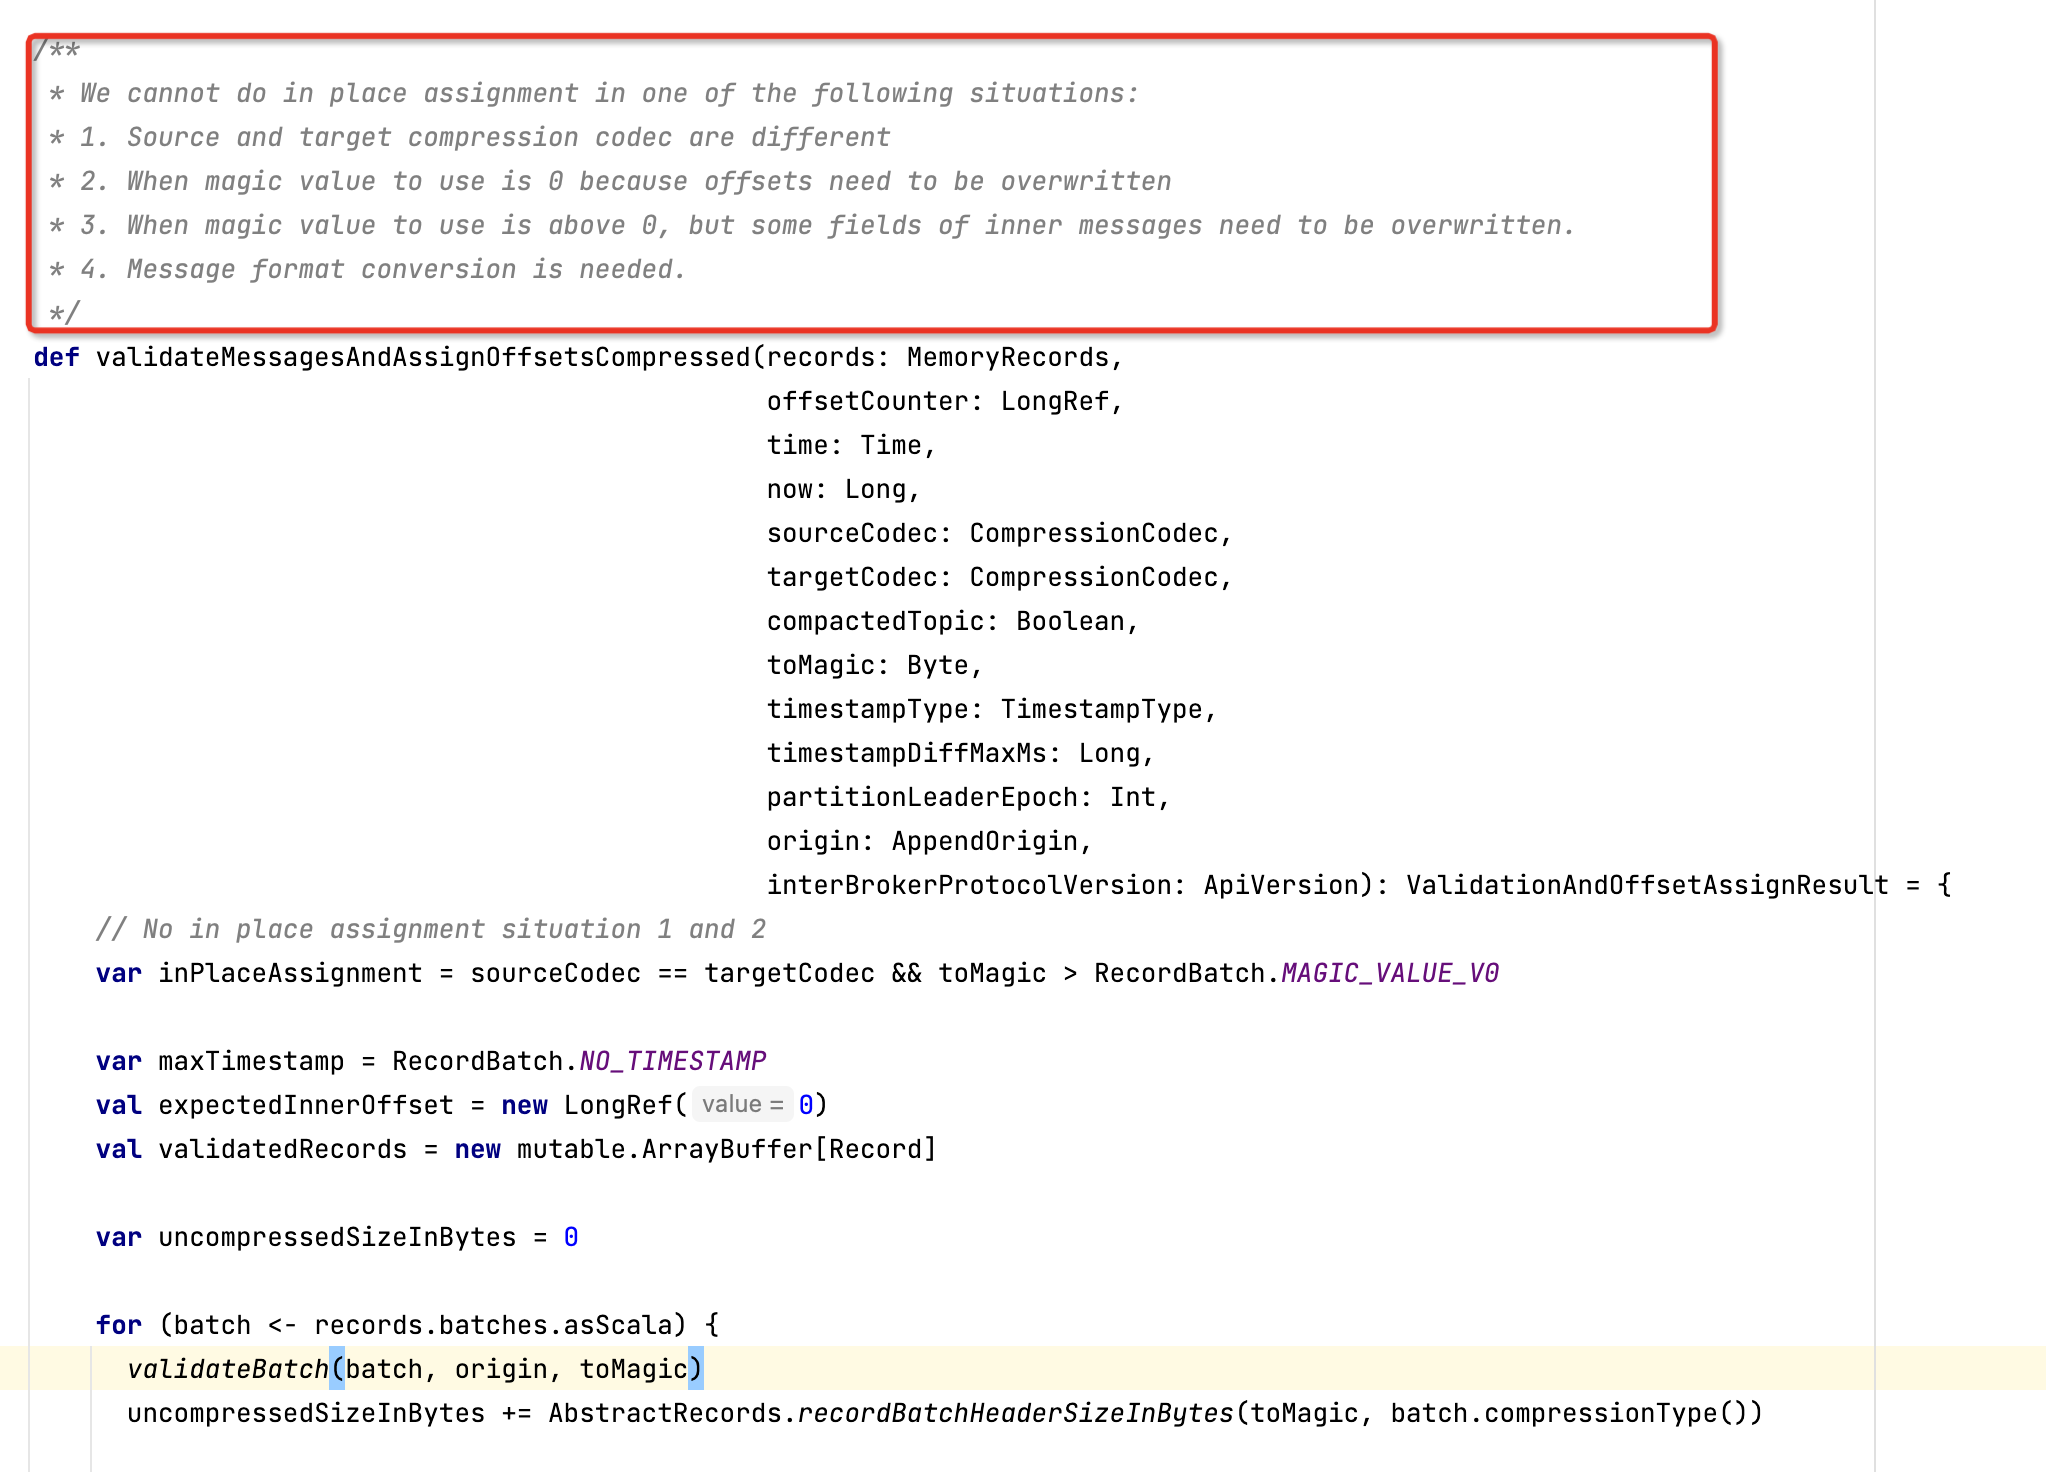 /**
* We cannot do in place assignment in one of the following situations:
* 1. Source and target compression codec are different
* 2. When magic value to use is 0 because offsets need to be overwritten
* 3. When magic value to use is above 0, but some fields of inner messages need to be overwritten.
* 4. Message format conversion is needed.
*/
def validateMessagesAndAssignOffsetsCompressed(records: MemoryRecords,
offsetCounter: LongRef,
time: Time,
now: Long,
sourceCodec: CompressionCodec,
targetCodec: CompressionCodec,
compactedTopic: Boolean,
toMagic: Byte,
timestampType: TimestampType,
timestampDiffMaxMs: Long,
partitionLeaderEpoch: Int,
origin: AppendOrigin,
interBrokerProtocolVersion: ApiVersion): ValidationAndOffsetAssignResult = {
// No in place assignment situation 1 and 2
var inPlaceAssignment = sourceCodec == targetCodec && toMagic > RecordBatch.MAGIC_VALUE_V0
var maxTimestamp = RecordBatch.NO_TIMESTAMP
val expectedInnerOffset = new LongRef( value = 0)
val validatedRecords = new mutable.ArrayBuffer[Record]
var uncompressedSizeInBytes = 0
for (batch <- records.batches.asScala) {
validateBatch(batch, origin, toMagic)
uncompressedSizeInBytes += AbstractRecords.recordBatchHeaderSizeInBytes(toMagic, batch.compressionType())